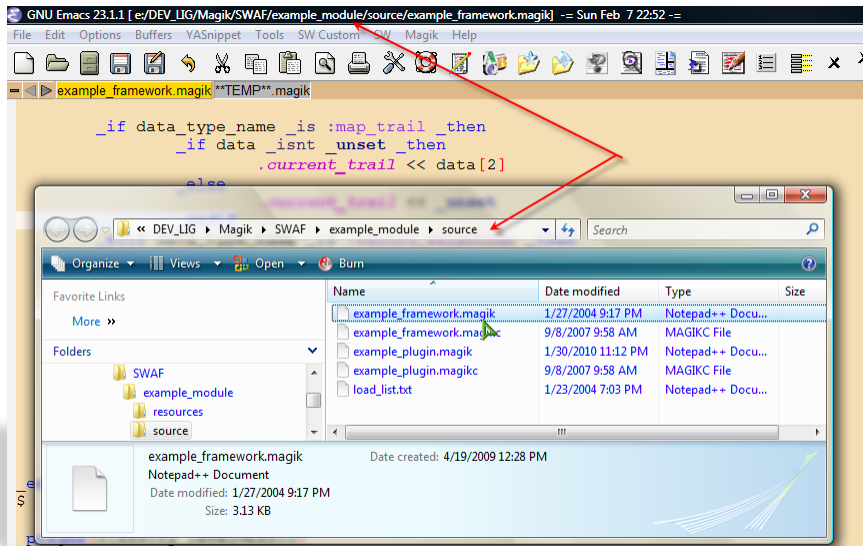 GNU Emacs 23.1.1 [ e:/DEV_LIG/Magik/SWAF/example_module/source/example_framework.magik] -= Sun Feb 7 22:52 -=
File Edit Options Buffers YASnippet Tools SW Custom SW Magik Help
example_framework.magik **TEMP**.magik
_if data_type_name _is :map_trail _then
_if data _isnt _unset _then
.current_trail << data[2]
_else
.current_trail << _unset
« DEV_LIG Magik SWAF example_module source Search
Organize Views Open Burn
Favorite Links
More »
Folders
SWAF
example_module
resources
source
Name Date modified Type Size
example_framework.magik 1/27/2004 9:17 PM Notepad++ Docu...
example_framework.magikc 9/8/2007 9:58 AM MAGIKC File
example_plugin.magik 1/30/2010 11:12 PM Notepad++ Docu...
example_plugin.magikc 9/8/2007 9:58 AM MAGIKC File
load_list.txt 1/23/2004 7:03 PM Notepad++ Docu...
example_framework.magik Date created: 4/19/2009 12:28 PM
Notepad++ Document
Date modified: 1/27/2004 9:17 PM
Size: 3.13 KB
$